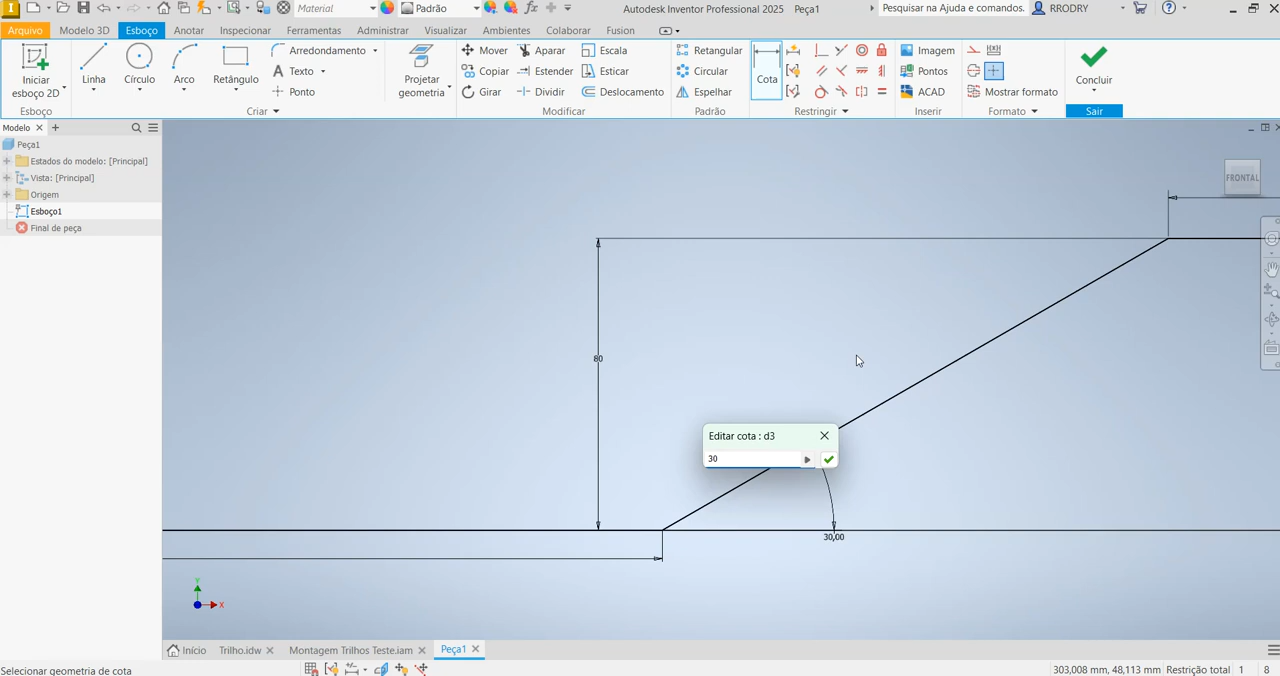 Material
Padrão
Autodesk Inventor Professional 2025 Peça1
Pesquisar na Ajuda e comandos.
RRODRY
Arquivo Modelo 3D Esboço Anotar Inspecionar Ferramentas Administrar Visualizar Ambientes Colaborar Fusion
Iniciar
esboço 2D
Linha
Círculo
Arco
Retângulo
Arredondamento
Texto
Ponto
Projetar
geometria
Mover
Copiar
Girar
Aparar
Estender
Dividir
Escala
Esticar
Deslocamento
Retangular
Circular
Espelhar
Cota
Imagem
Pontos
ACAD
Mostrar formato
Concluir
Esboço
Criar
Modificar
Padrão
Restringir
Inserir
Formato
Sair
Modelo
Peça1
Estados do modelo: [Principal]
Vista: [Principal]
Origem
Esboço1
Final de peça
FRONTAL
80
Editar cota : d3
30
30,00
Y
X
Início
Trilho.idw
Montagem Trilhos Teste.iam
Peça1
Selecionar geometria de cota
303,008 mm, 48,113 mm Restrição total 1 8